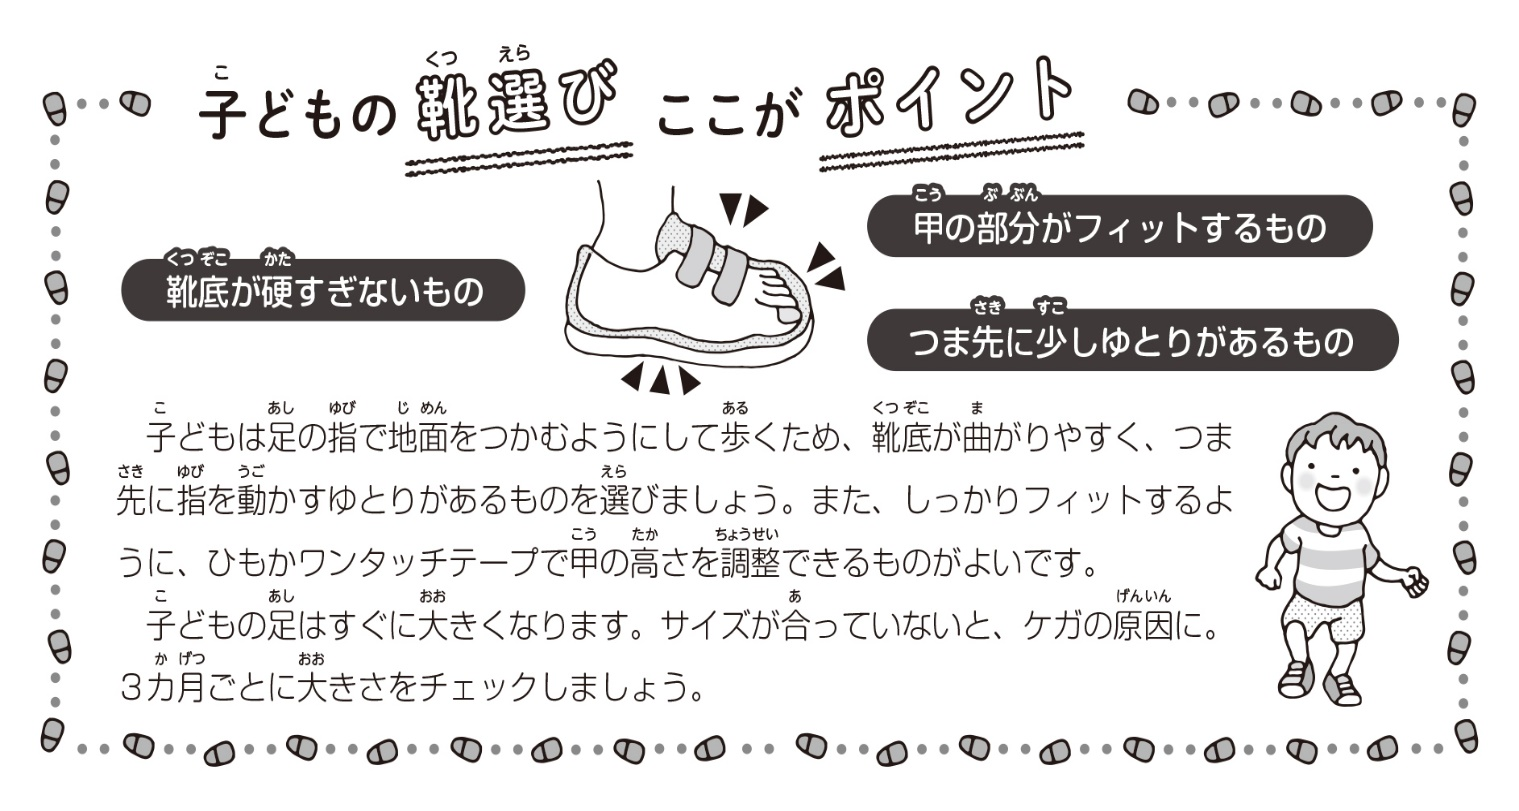 子どもの靴選びここがポイント
靴底が硬すぎないもの
甲の部分がフィットするもの
つま先に少しゆとりがあるもの
子どもは足の指で地面をつかむようにして歩くため、靴底が曲がりやすく、つま
先に指を動かすゆとりがあるものを選びましょう。また、しっかりフィットするよ
うに、ひもかワンタッチテープで甲の高さを調整できるものがよいです。
子どもの足はすぐに大きくなります。サイズが合っていないと、ケガの原因に。
３カ月ごとに大きさをチェックしましょう。